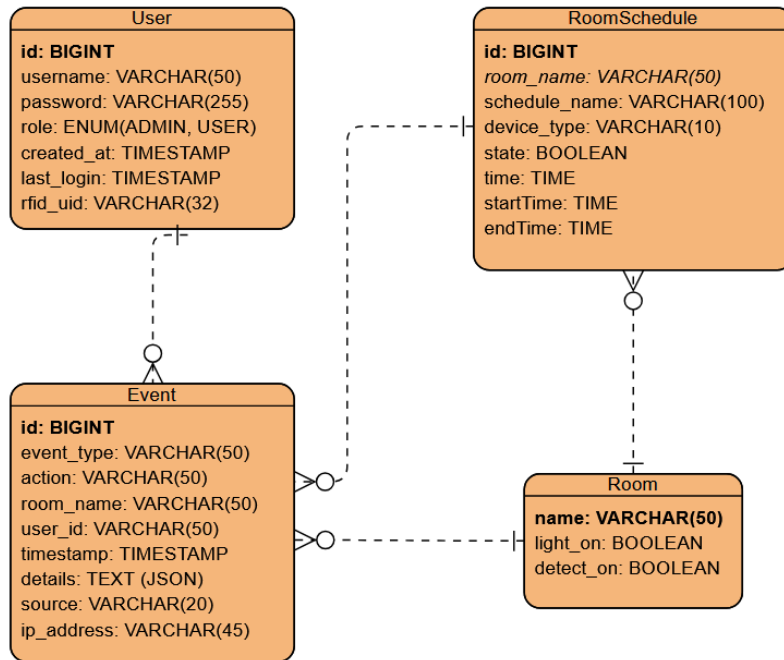 User
id: BIGINT
username: VARCHAR(50)
password: VARCHAR(255)
role: ENUM(ADMIN, USER)
created_at: TIMESTAMP
last_login: TIMESTAMP
rfid_uid: VARCHAR(32)
RoomSchedule
id: BIGINT
room_name: VARCHAR(50)
schedule_name: VARCHAR(100)
device_type: VARCHAR(10)
state: BOOLEAN
time: TIME
startTime: TIME
endTime: TIME
Event
id: BIGINT
event_type: VARCHAR(50)
action: VARCHAR(50)
room_name: VARCHAR(50)
user_id: VARCHAR(50)
timestamp: TIMESTAMP
details: TEXT (JSON)
source: VARCHAR(20)
ip_address: VARCHAR(45)
Room
name: VARCHAR(50)
light_on: BOOLEAN
detect_on: BOOLEAN